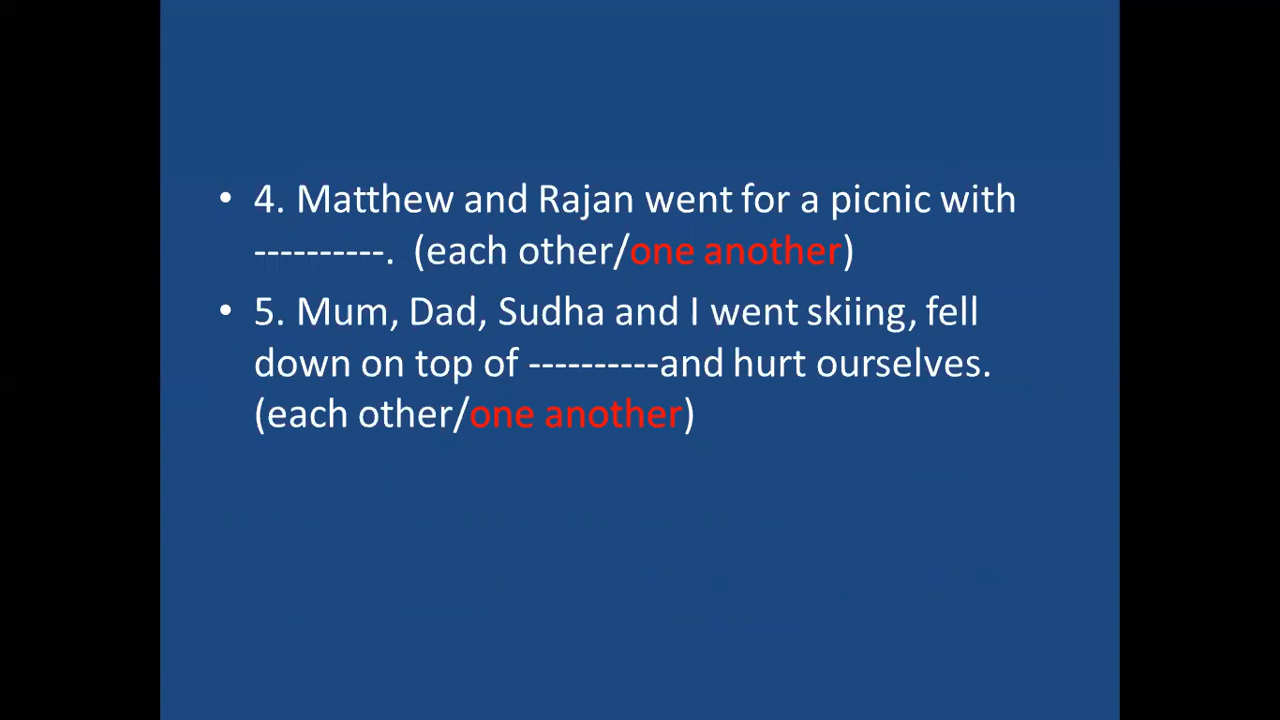 • 4. Matthew and Rajan went for a picnic with
----------. (each other/one another)
• 5. Mum, Dad, Sudha and I went skiing, fell
down on top of ----------and hurt ourselves.
(each other/one another)